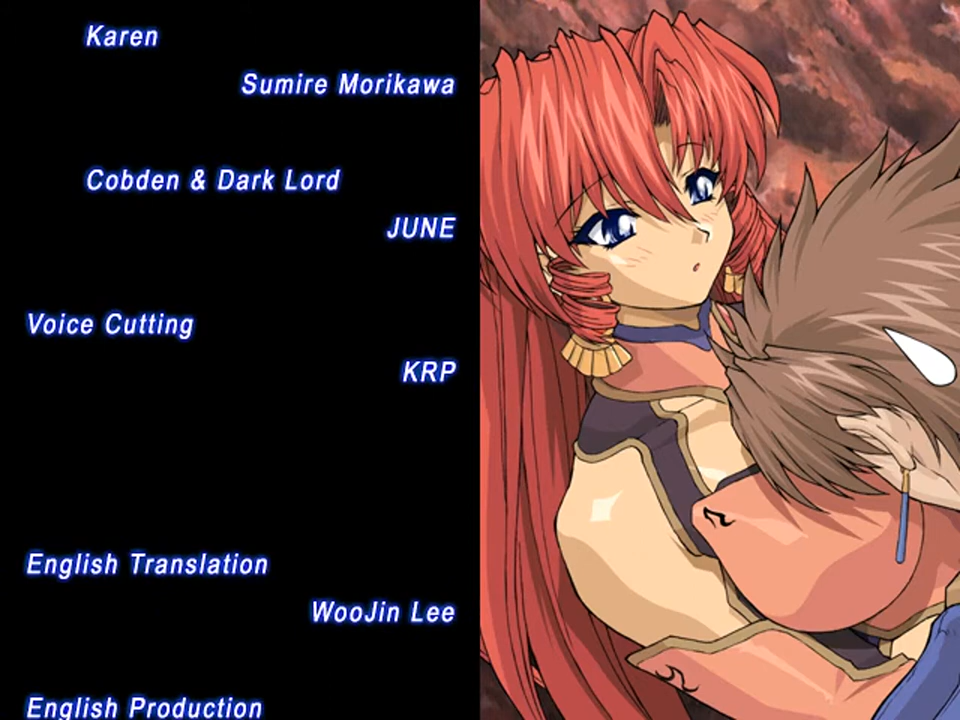 Karen
Sumire Morikawa
Cobden & Dark Lord
JUNE
Voice Cutting
KRP
English Translation
WooJin Lee
English Production